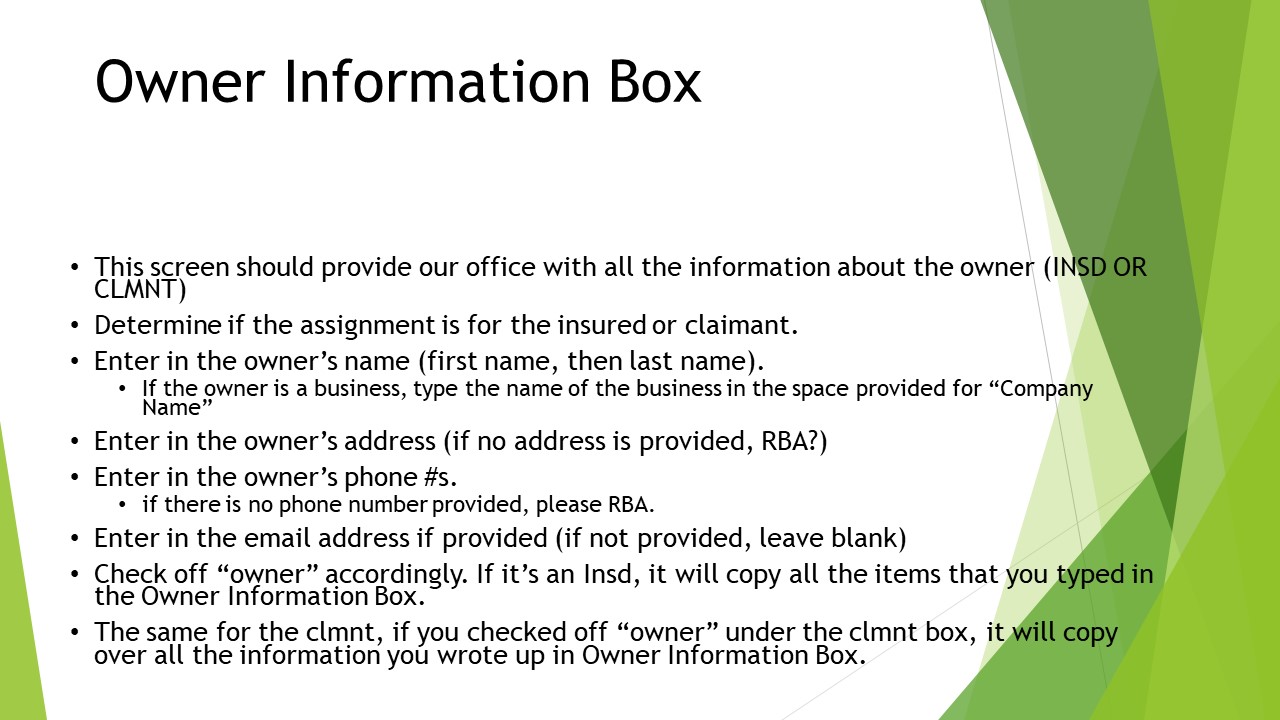 Owner Information Box
• This screen should provide our office with all the information about the owner (INSD OR
CLMNT)
• Determine if the assignment is for the insured or claimant.
• Enter in the owner’s name (first name, then last name).
• If the owner is a business, type the name of the business in the space provided for “Company
Name”
• Enter in the owner’s address (if no address is provided, RBA?)
• Enter in the owner’s phone #s.
• if there is no phone number provided, please RBA.
• Enter in the email address if provided (if not provided, leave blank)
• Check off “owner” accordingly. If it’s an Insd, it will copy all the items that you typed in
the Owner Information Box.
• The same for the clmnt, if you checked off “owner” under the clmnt box, it will copy
over all the information you wrote up in Owner Information Box.